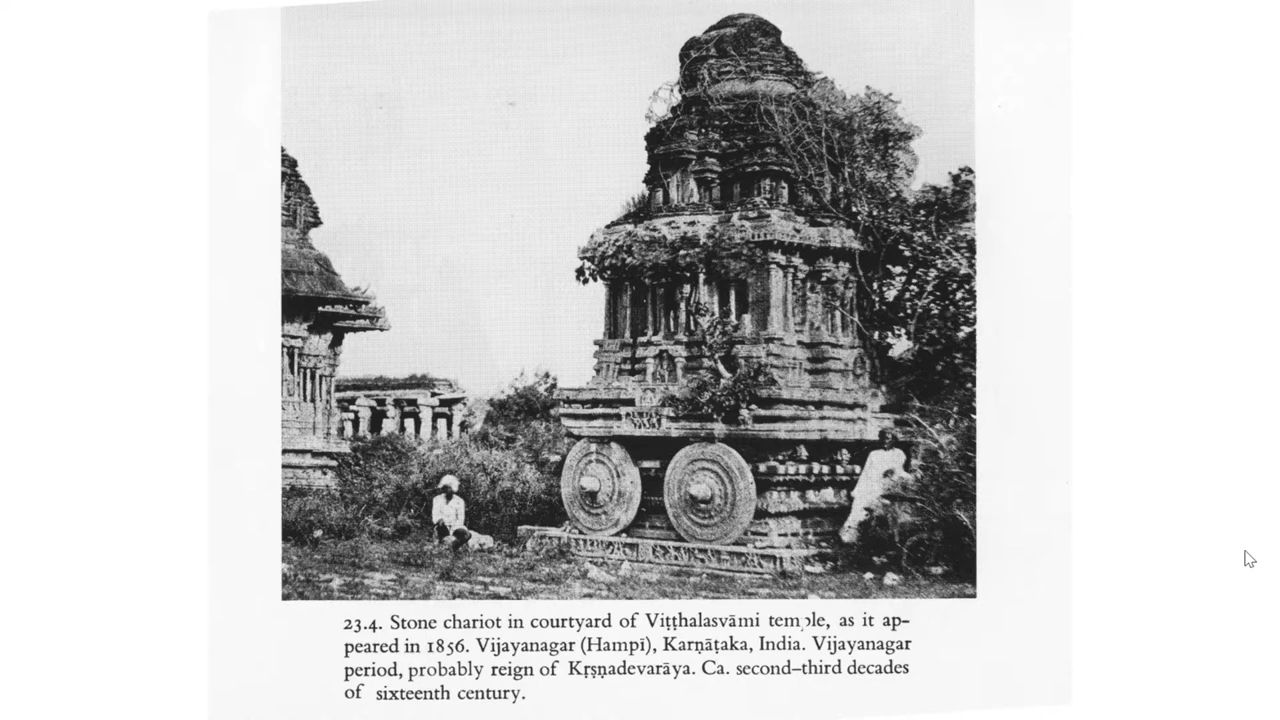 23.4. Stone chariot in courtyard of Viṭṭhalasvāmi temple, as it ap-
peared in 1856. Vijayanagar (Hampī), Karṇāṭaka, India. Vijayanagar
period, probably reign of Kṛṣṇadevarāya. Ca. second–third decades
of sixteenth century.